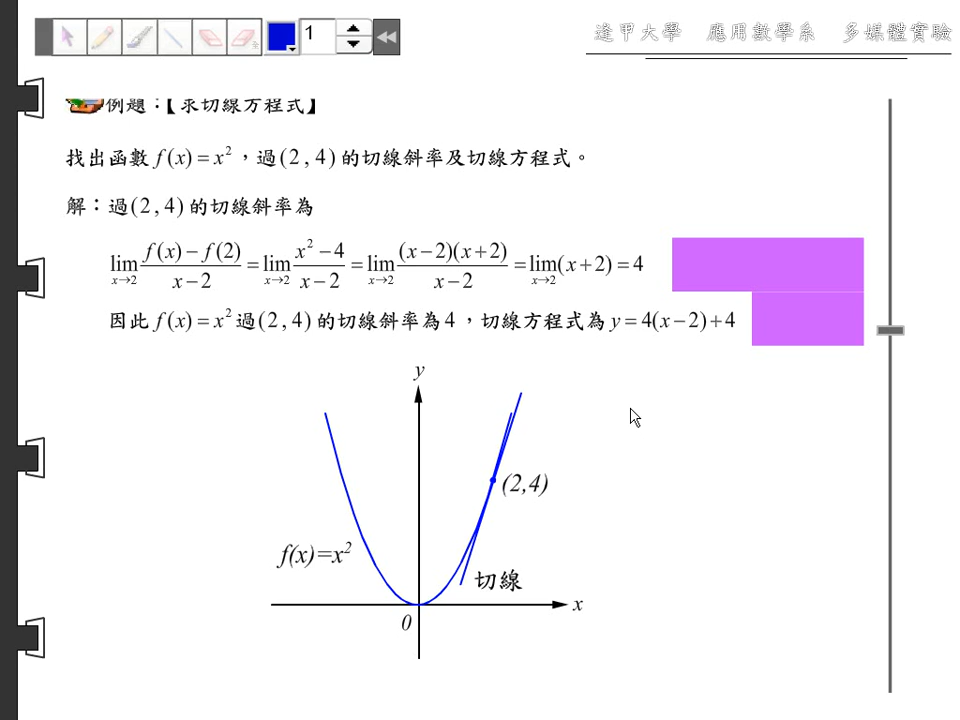 1
逢甲大學 應用數學系 多媒體實驗
例題：【求切線方程式】
找出函數 f(x) = x²，過(2, 4)的切線斜率及切線方程式。
解：過(2, 4)的切線斜率為
lim_{x→2} \frac{f(x)−f(2)}{x−2} = lim_{x→2} \frac{x²−4}{x−2} = lim_{x→2} \frac{(x−2)(x+2)}{x−2} = lim_{x→2}(x+2) = 4
因此 f(x) = x² 過(2, 4)的切線斜率為4，切線方程式為 y = 4(x−2)+4
y
(2,4)
f(x)=x²
切線
x
0